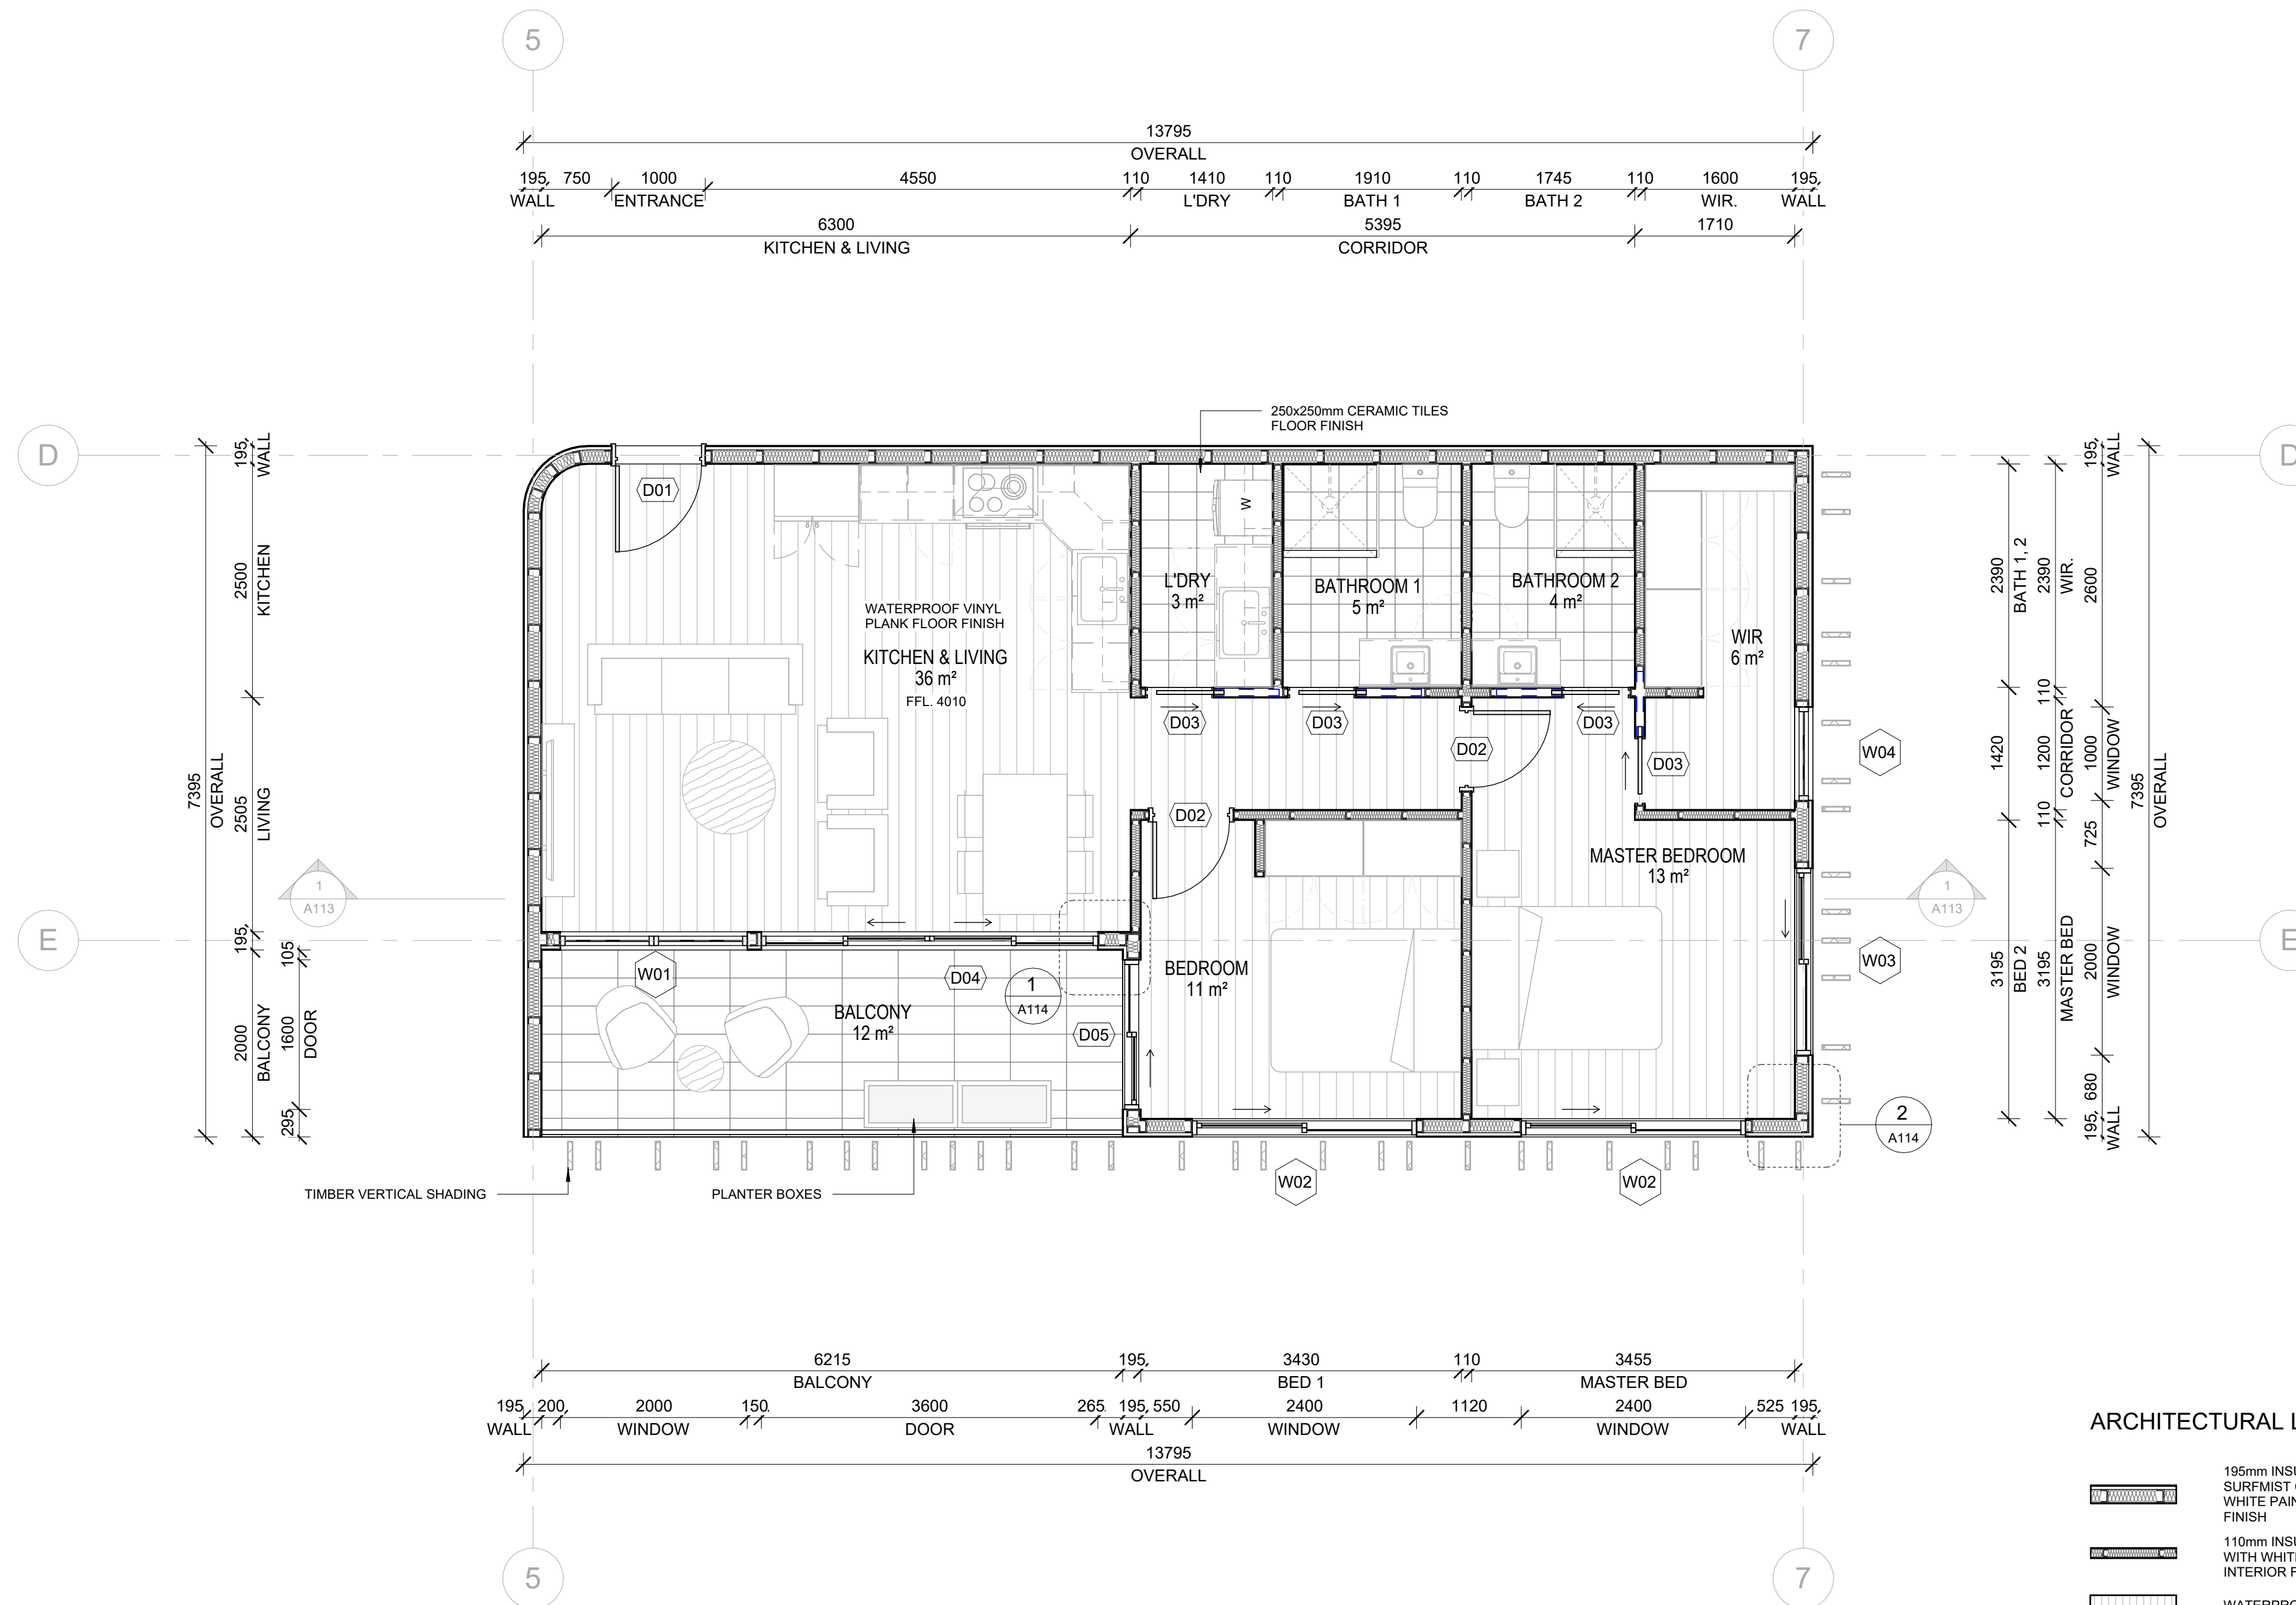 5
7
13795
OVERALL
195 750 1000 4550 110 1410 110 1910 110 1745 110 1600 195
WALL ENTRANCE L'DRY BATH 1 BATH 2 WIR. WALL
6300 5395 1710
KITCHEN & LIVING CORRIDOR
250x250mm CERAMIC TILES
FLOOR FINISH
D
D
D01
W
L'DRY
3 m²
BATHROOM 1
5 m²
BATHROOM 2
4 m²
WIR
6 m²
WATERPROOF VINYL
PLANK FLOOR FINISH
KITCHEN & LIVING
36 m²
FFL. 4010
D03
D03
D03
D02
D03
D02
W04
MASTER BEDROOM
13 m²
1
A113
1
A113
E
E
W01
D04
1
A114
D05
BEDROOM
11 m²
BALCONY
12 m²
W03
2
A114
TIMBER VERTICAL SHADING
PLANTER BOXES
W02
W02
7395
OVERALL
195 2500 2505 195 2000
WALL KITCHEN LIVING BALCONY
105 1600 295
DOOR
2390 1420 3195
BATH 1, 2 BED 2
2390 110 1200 110 3195
WIR. CORRIDOR MASTER BED
195 2600 1000 725 2000 680 195
WALL WINDOW WINDOW WALL
7395
OVERALL
6215 195 3430 110 3455
BALCONY BED 1 MASTER BED
195 200 2000 150 3600 265 195 550 2400 1120 2400 525 195
WALL WINDOW DOOR WALL WINDOW WINDOW WALL
13795
OVERALL
5
7
ARCHITECTURAL
195mm
SURFMIST
WHITE
FINISH
110mm
WITH
INTERIOR